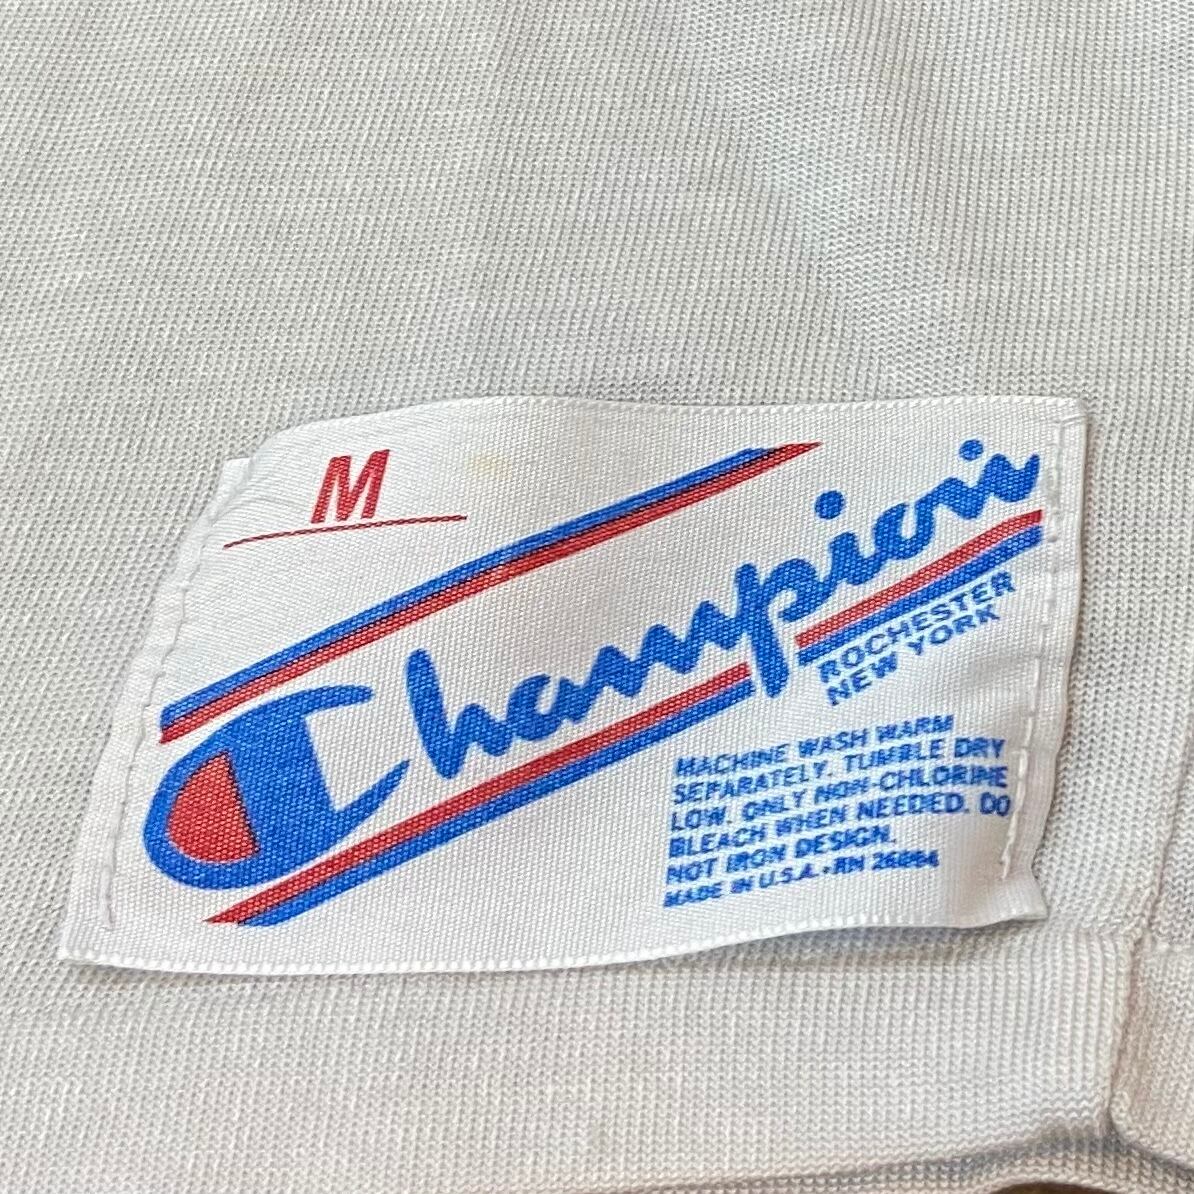 M
Champion
ROCHESTER
NEW YORK
MACHINE WASH WARM
SEPARATELY. TUMBLE DRY
LOW. ONLY NON-CHLORINE
BLEACH WHEN NEEDED. DO
NOT IRON DESIGN.
MADE IN U.S.A. • RN 26094